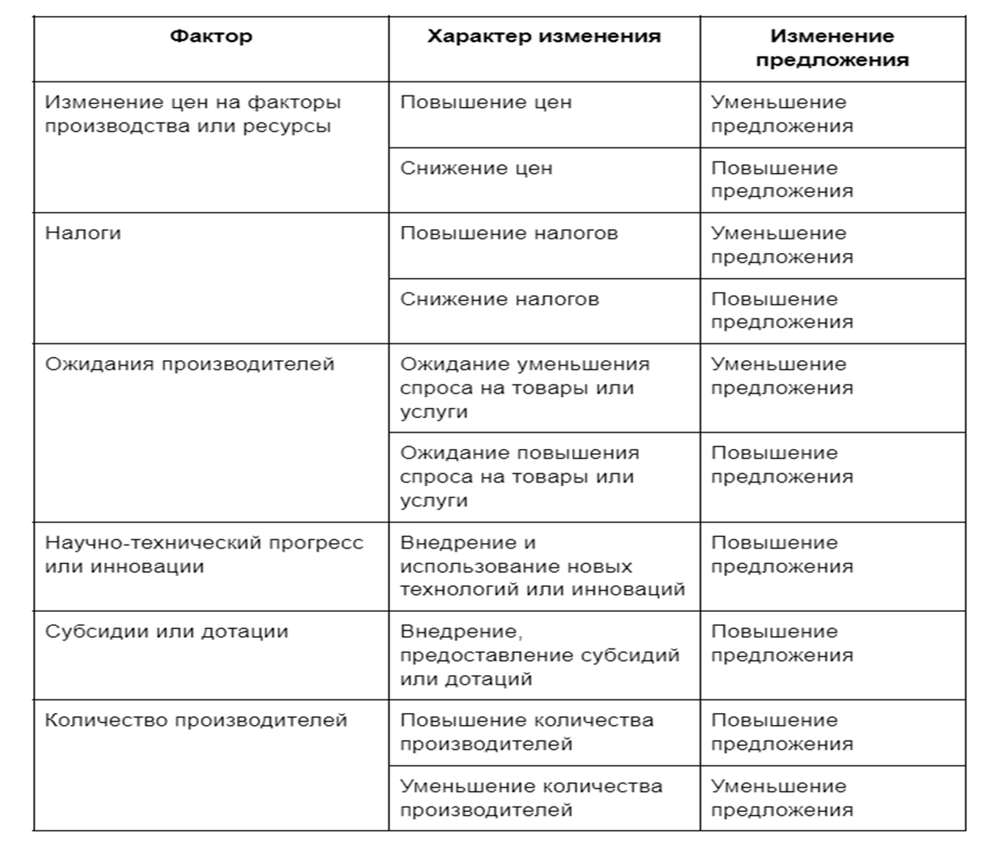 Фактор
Характер изменения
Изменение
предложения
Изменение цен на факторы
производства или ресурсы
Повышение цен
Уменьшение
предложения
Снижение цен
Повышение
предложения
Налоги
Повышение налогов
Уменьшение
предложения
Снижение налогов
Повышение
предложения
Ожидания производителей
Ожидание уменьшения
спроса на товары или
услуги
Уменьшение
предложения
Ожидание повышения
спроса на товары или
услуги
Повышение
предложения
Научно-технический прогресс
или инновации
Внедрение и
использование новых
технологий или инноваций
Повышение
предложения
Субсидии или дотации
Внедрение,
предоставление субсидий
или дотаций
Повышение
предложения
Количество производителей
Повышение количества
производителей
Повышение
предложения
Уменьшение количества
производителей
Уменьшение
предложения